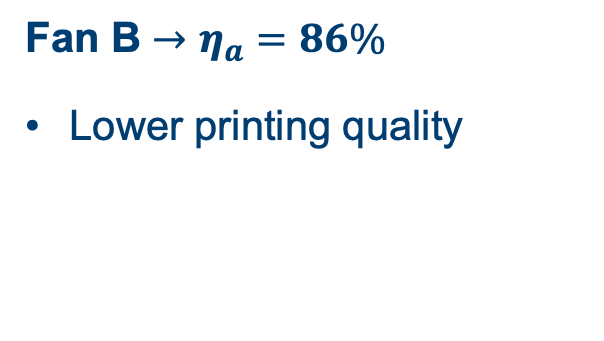 Fan B → ηₐ = 86%
• Lower printing quality